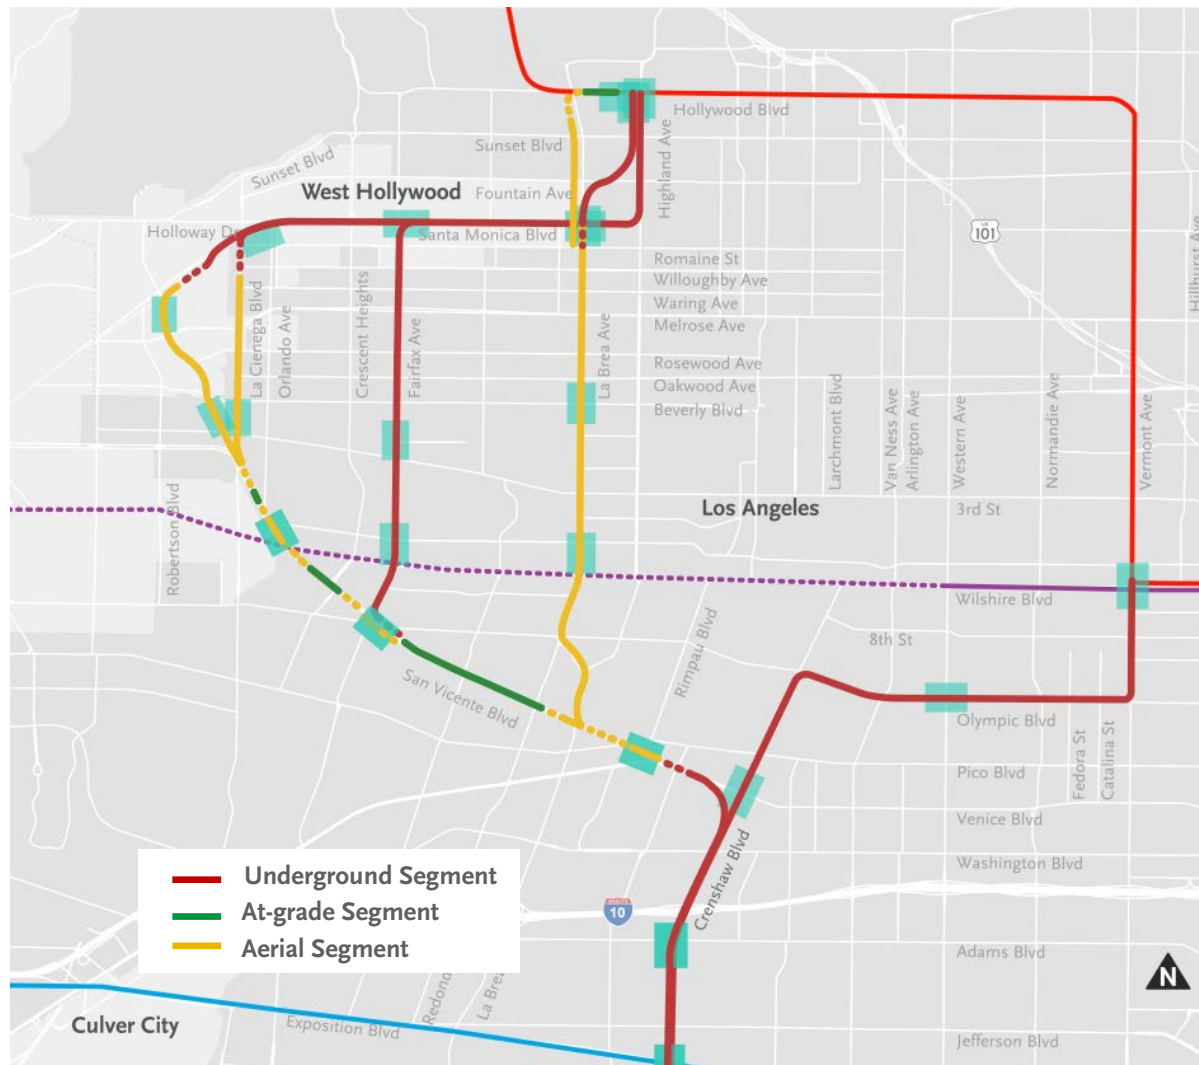 Hollywood Blvd
Sunset Blvd
Highland Ave
Sunset Blvd
West Hollywood
Fountain Ave
Holloway Dr
Santa Monica Blvd
US
101
Hillhurst Ave
Romaine St
Willoughby Ave
Waring Ave
Melrose Ave
Rosewood Ave
Oakwood Ave
Beverly Blvd
La Cienega Blvd
Orlando Ave
Crescent Heights
Fairfax Ave
La Brea Ave
Larchmont Blvd
Van Ness Ave
Arlington Ave
Western Ave
Normandie Ave
Vermont Ave
Robertson Blvd
Los Angeles
3rd St
Wilshire Blvd
8th St
Rimpau Blvd
San Vicente Blvd
Olympic Blvd
Fedora St
Catalina St
Pico Blvd
Venice Blvd
Washington Blvd
Crenshaw Blvd
Underground Segment
At-grade Segment
Aerial Segment
10
Adams Blvd
N
Redond
La Brea
Culver City
Exposition Blvd
Jefferson Blvd